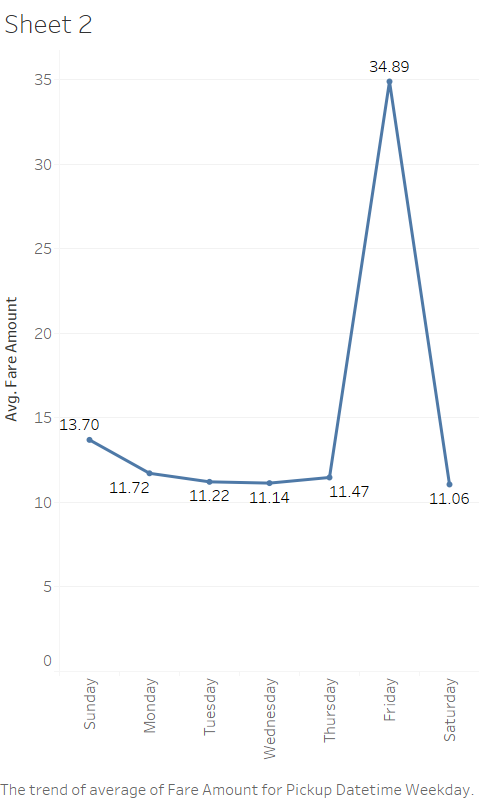 Sheet 2
34.89
35
30
25
20
Avg. Fare Amount
15
13.70
11.72
11.22
11.14
11.47
11.06
10
5
0
Sunday
Monday
Tuesday
Wednesday
Thursday
Friday
Saturday
The trend of average of Fare Amount for Pickup Datetime Weekday.